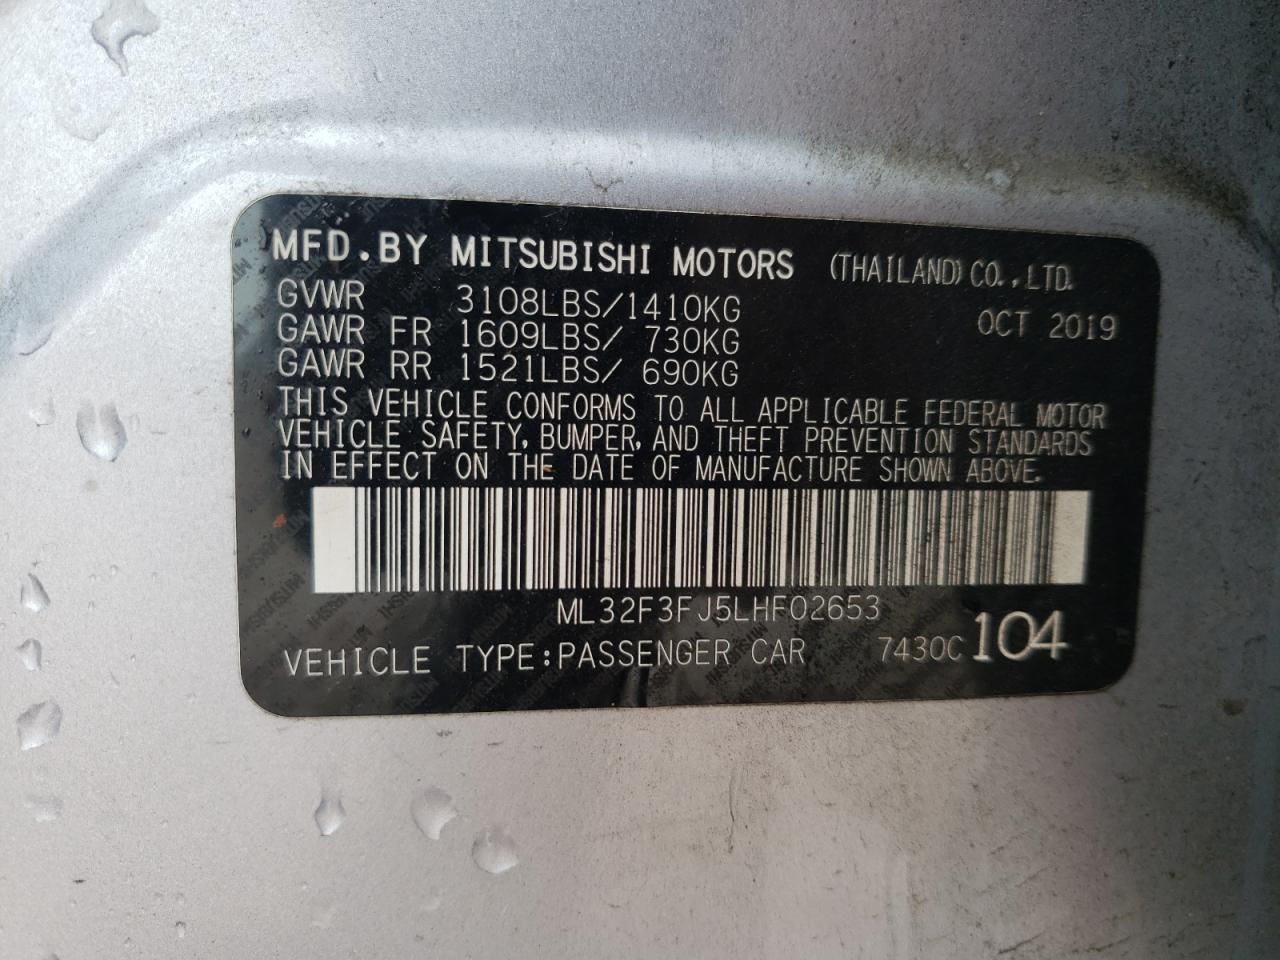 MFD.BY MITSUBISHI MOTORS (THAILAND)CO.,LTD.
GVWR 3108LBS/1410KG OCT 2019
GAWR FR 1609LBS/ 730KG
GAWR RR 1521LBS/ 690KG
THIS VEHICLE CONFORMS TO ALL APPLICABLE FEDERAL MOTOR
VEHICLE SAFETY, BUMPER, AND THEFT PREVENTION STANDARDS
IN EFFECT ON THE DATE OF MANUFACTURE SHOWN ABOVE.
ML32F3FJ5LHF02653
VEHICLE TYPE:PASSENGER CAR 7430C 104